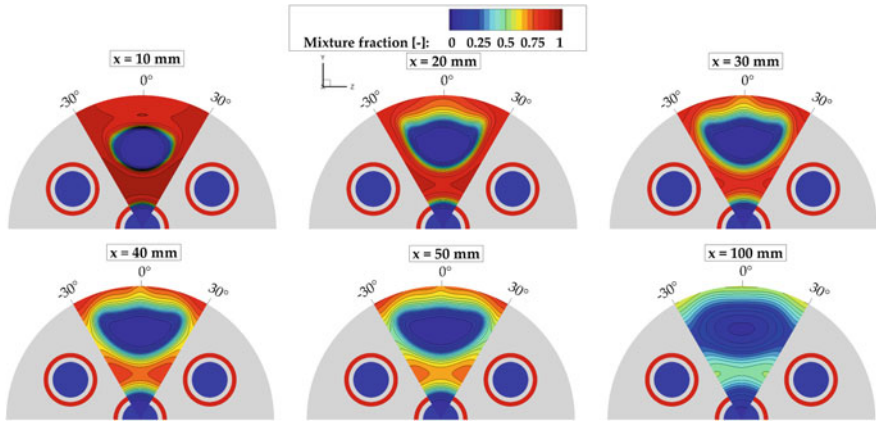 Mixture fraction [-]: 0 0.25 0.5 0.75 1
x = 10 mm
x = 20 mm
x = 30 mm
Y
Z
-30° 0° 30°
-30° 0° 30°
-30° 0° 30°
x = 40 mm
x = 50 mm
x = 100 mm
-30° 0° 30°
-30° 0° 30°
-30° 0° 30°